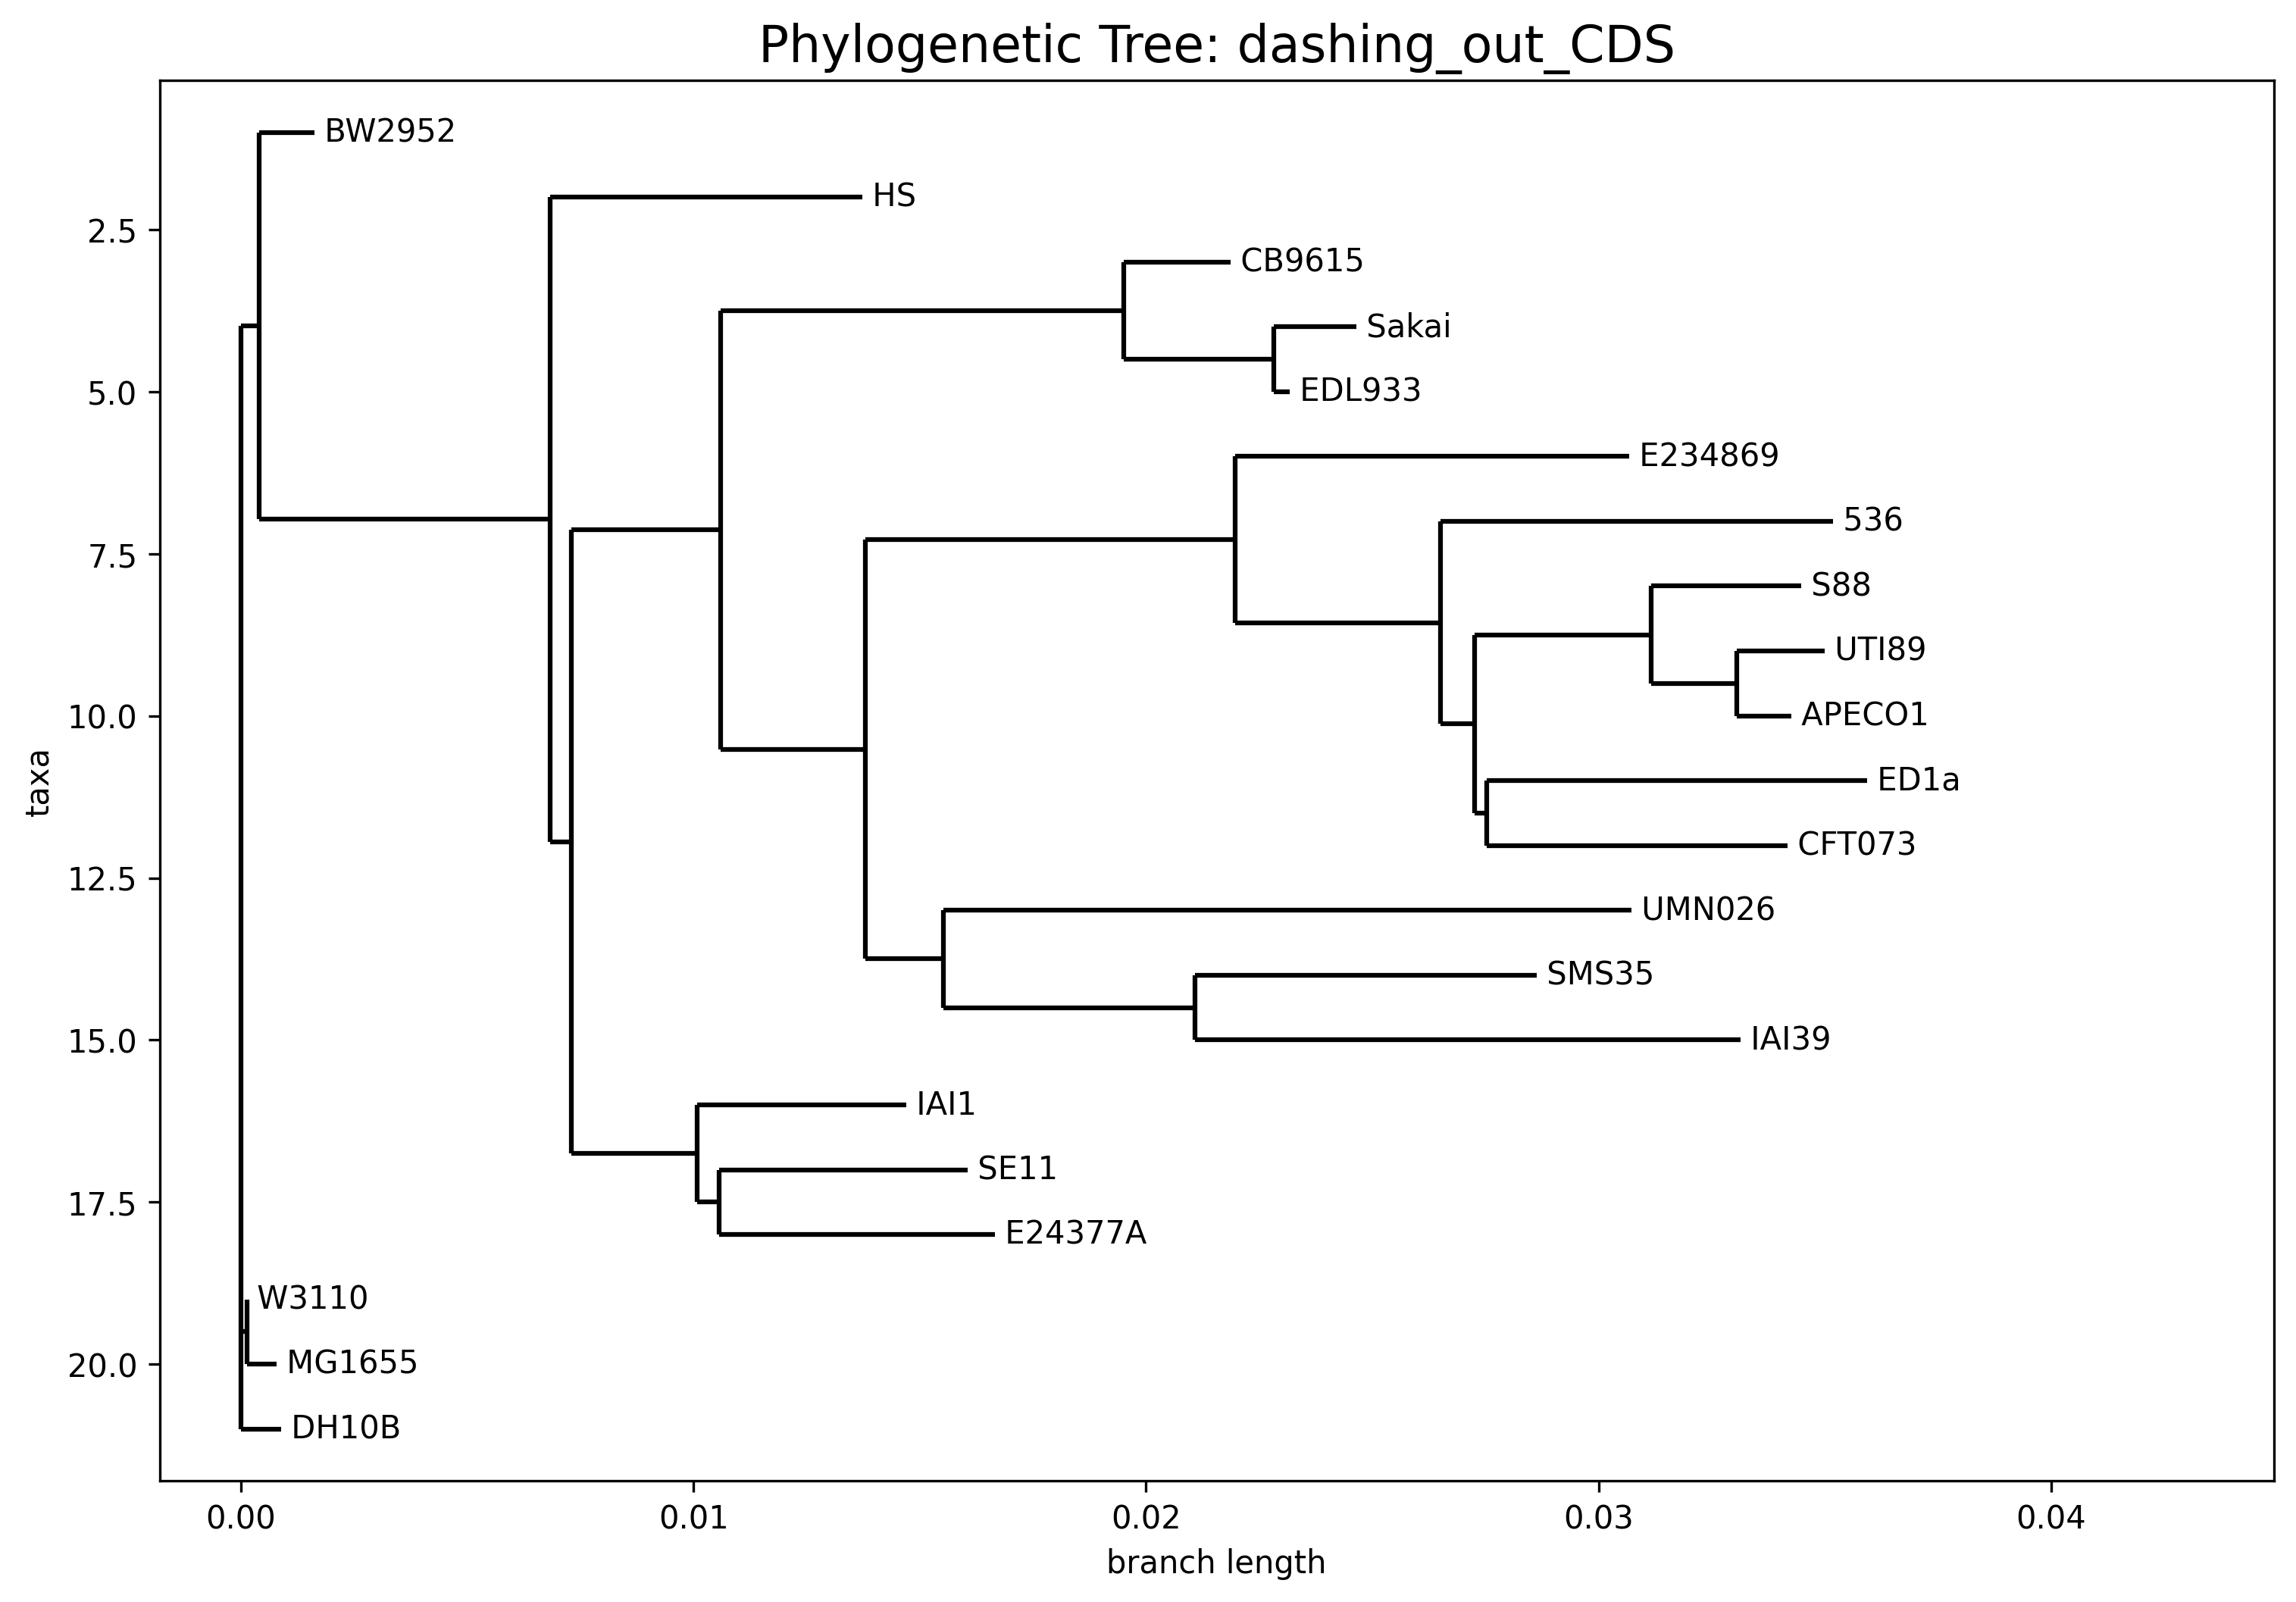 Phylogenetic Tree: dashing_out_CDS
BW2952
HS
2.5
CB9615
Sakai
5.0
EDL933
E234869
536
7.5
S88
UTI89
10.0
APECO1
taxa
ED1a
CFT073
12.5
UMN026
SMS35
15.0
IAI39
IAI1
SE11
17.5
E24377A
W3110
20.0
MG1655
DH10B
0.00 0.01 0.02 0.03 0.04
branch length